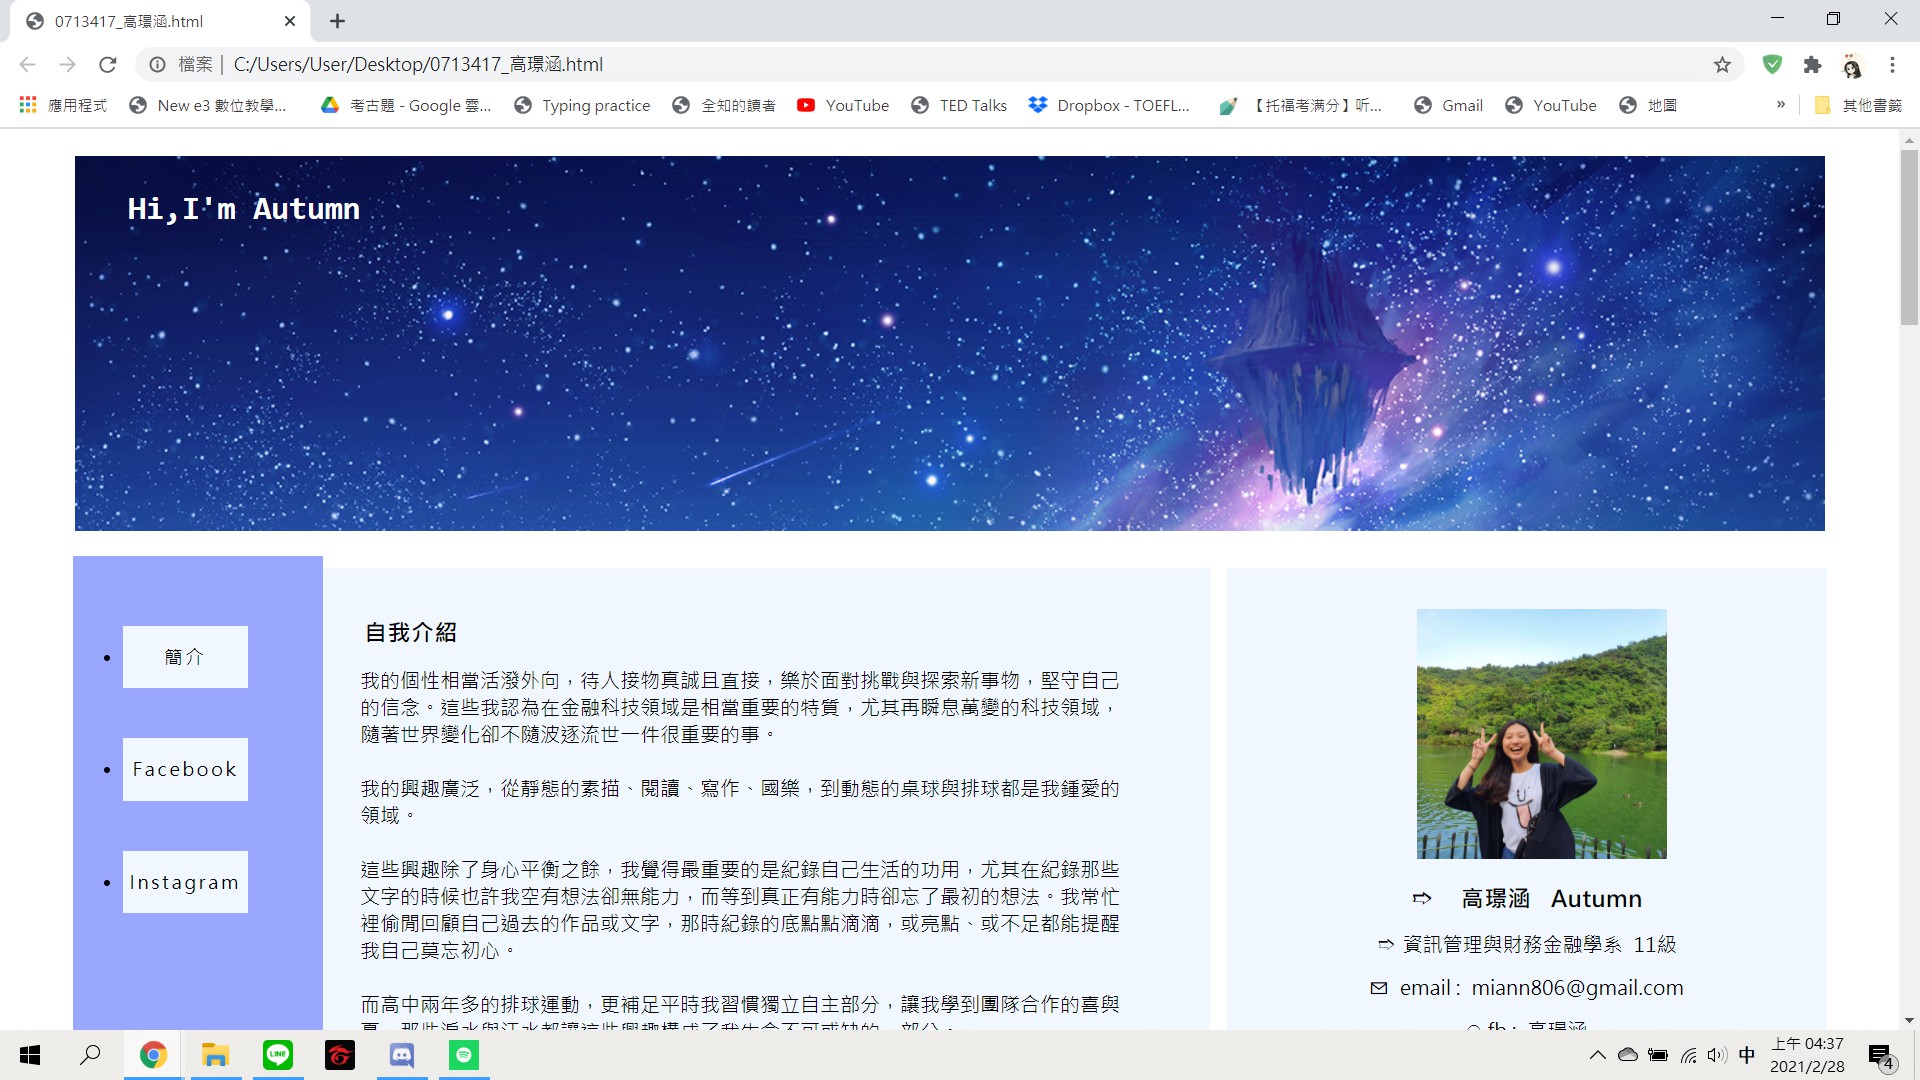 0713417_高璟涵.html
檔案 | C:/Users/User/Desktop/0713417_高璟涵.html
應用程式 New e3 數位教學... 考古題 - Google 雲... Typing practice 全知的讀者 YouTube TED Talks Dropbox - TOEFL... 【托福考满分】听... Gmail YouTube 地圖 » 其他書籤
Hi,I'm Autumn
簡介
Facebook
Instagram
自我介紹
我的個性相當活潑外向，待人接物真誠且直接，樂於面對挑戰與探索新事物，堅守自己
的信念。這些我認為在金融科技領域是相當重要的特質，尤其再瞬息萬變的科技領域，
隨著世界變化卻不隨波逐流世一件很重要的事。
我的興趣廣泛，從靜態的素描、閱讀、寫作、國樂，到動態的桌球與排球都是我鍾愛的
領域。
這些興趣除了身心平衡之餘，我覺得最重要的是紀錄自己生活的功用，尤其在紀錄那些
文字的時候也許我空有想法卻無能力，而等到真正有能力時卻忘了最初的想法。我常忙
裡偷閒回顧自己過去的作品或文字，那時紀錄的底點點滴滴，或亮點、或不足都能提醒
我自己莫忘初心。
而高中兩年多的排球運動，更補足平時我習慣獨立自主部分，讓我學到團隊合作的喜與
➯ 高璟涵 Autumn
➯ 資訊管理與財務金融學系 11級
email : miann806@gmail.com
fb : 高璟涵
中
上午 04:37
2021/2/28
4